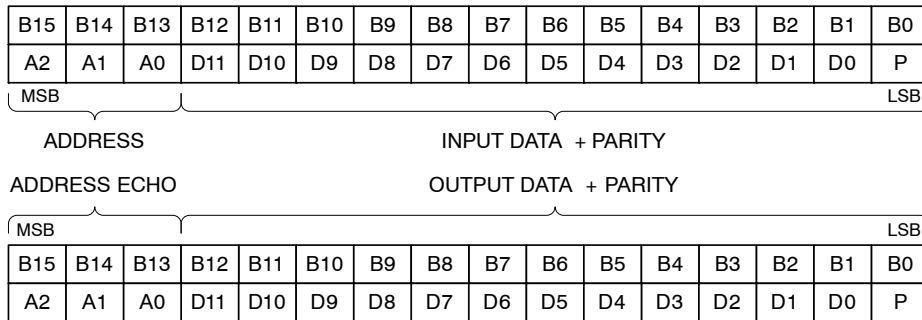 B15 B14 B13 B12 B11 B10 B9 B8 B7 B6 B5 B4 B3 B2 B1 B0
A2 A1 A0 D11 D10 D9 D8 D7 D6 D5 D4 D3 D2 D1 D0 P
MSB LSB
ADDRESS INPUT DATA + PARITY
ADDRESS ECHO OUTPUT DATA + PARITY
MSB LSB
B15 B14 B13 B12 B11 B10 B9 B8 B7 B6 B5 B4 B3 B2 B1 B0
A2 A1 A0 D11 D10 D9 D8 D7 D6 D5 D4 D3 D2 D1 D0 P